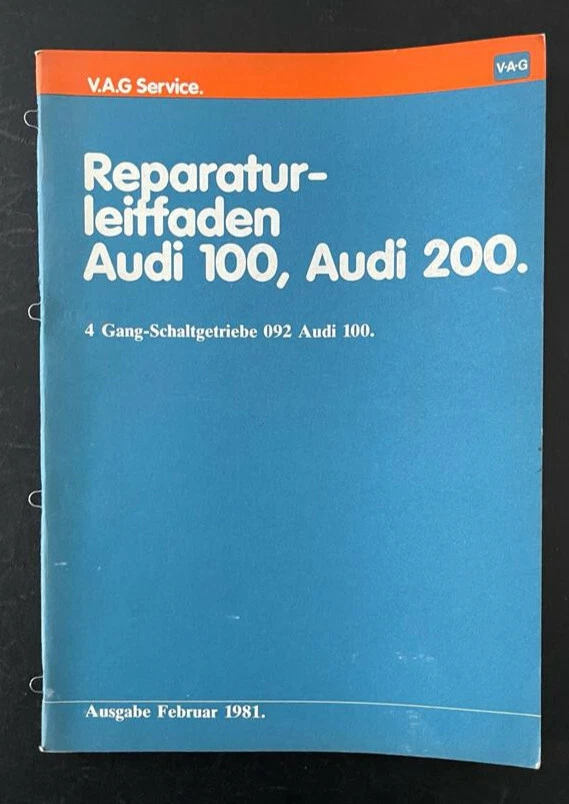 V.A.G Service.
V·A·G
Reparatur-
leitfaden
Audi 100, Audi 200.
4 Gang-Schaltgetriebe 092 Audi 100.
Ausgabe Februar 1981.